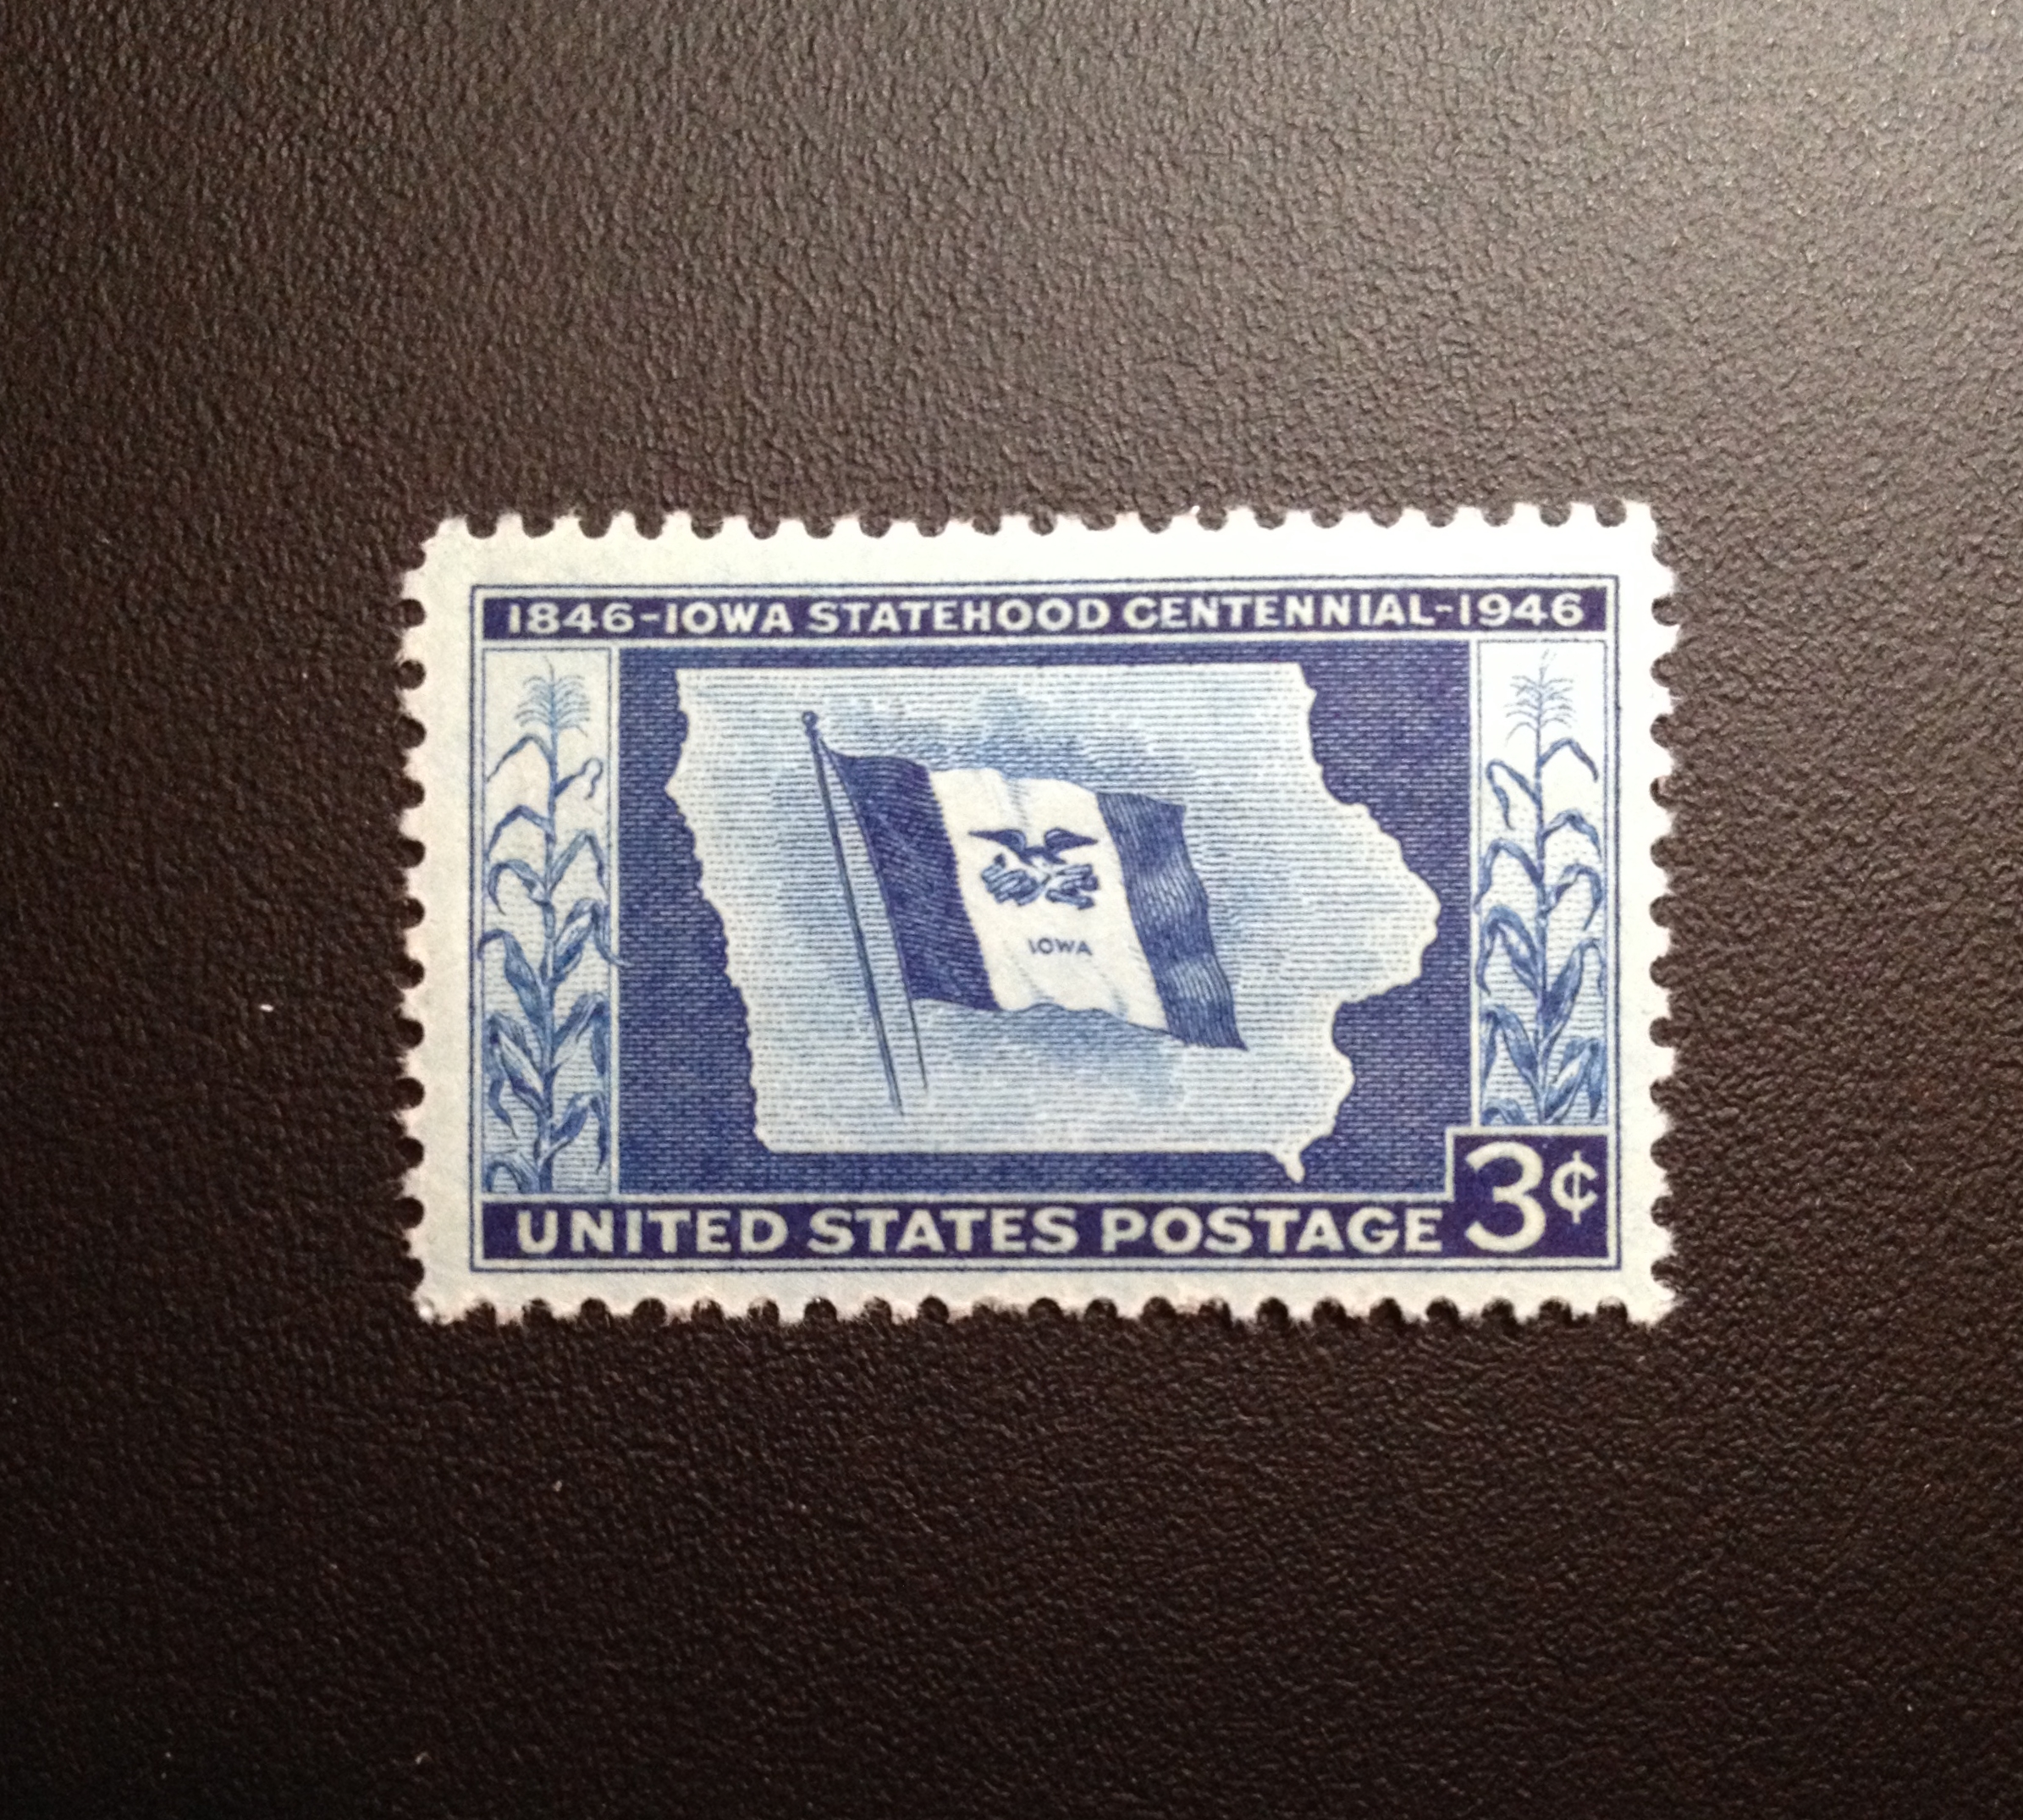 1846-IOWA STATEHOOD CENTENNIAL-1946
IOWA
UNITED STATES POSTAGE 3¢